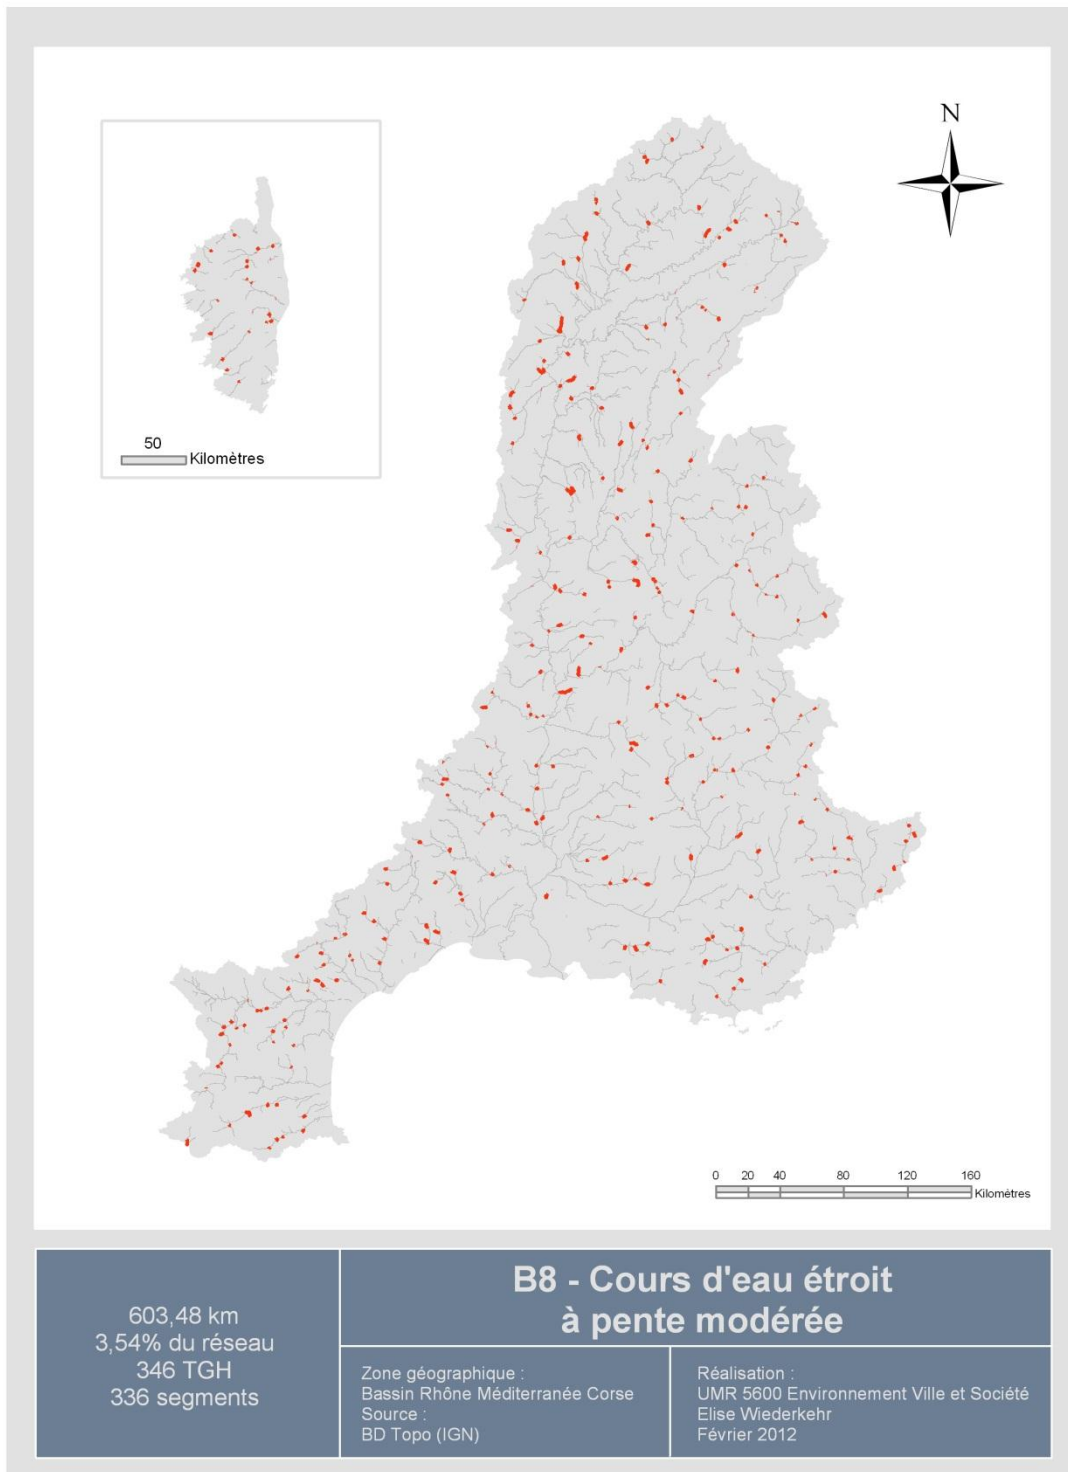 N
50
Kilomètres
0 20 40 80 120 160
Kilomètres
603,48 km
3,54% du réseau
346 TGH
336 segments
B8 - Cours d'eau étroit
à pente modérée
Zone géographique :
Bassin Rhône Méditerranée Corse
Source :
BD Topo (IGN)
Réalisation :
UMR 5600 Environnement Ville et Société
Elise Wiederkehr
Février 2012